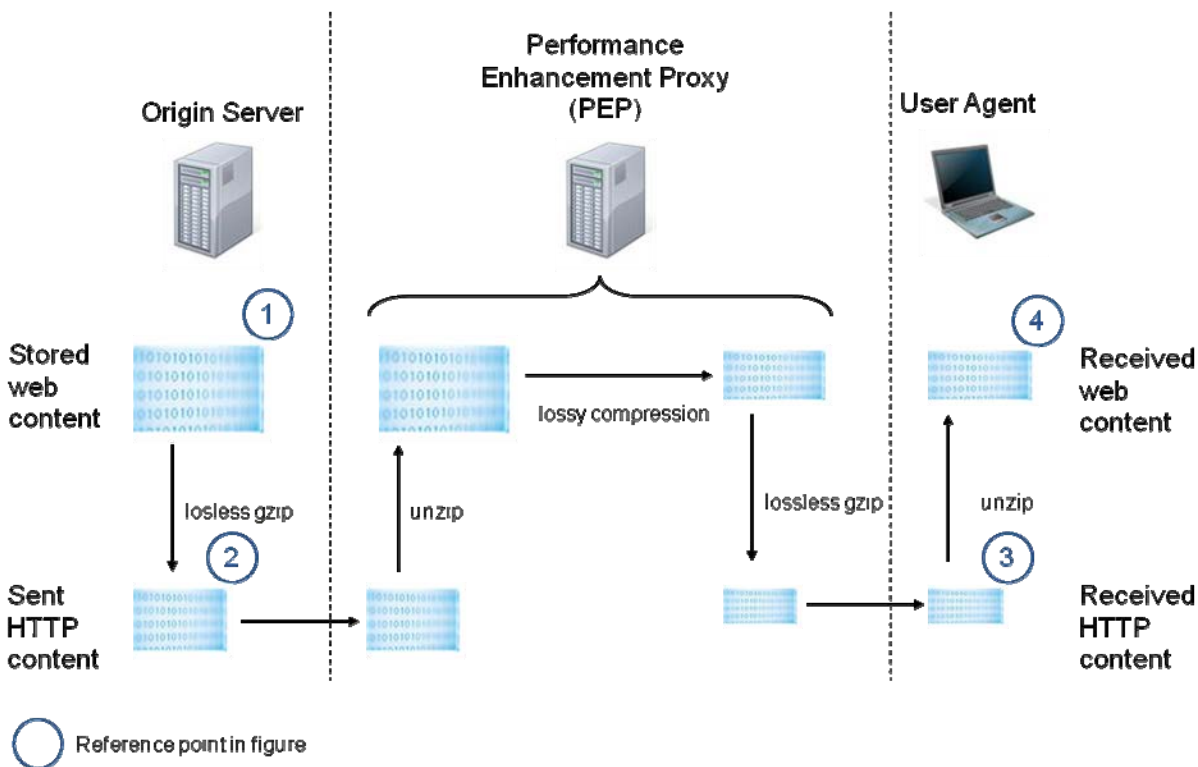 Performance
Enhancement Proxy
(PEP)
Origin Server
User Agent
1
4
Stored
web
content
lossy compression
Received
web
content
losless gzip
unzip
lossless gzip
unzip
2
3
Sent
HTTP
content
Received
HTTP
content
Reference point in figure